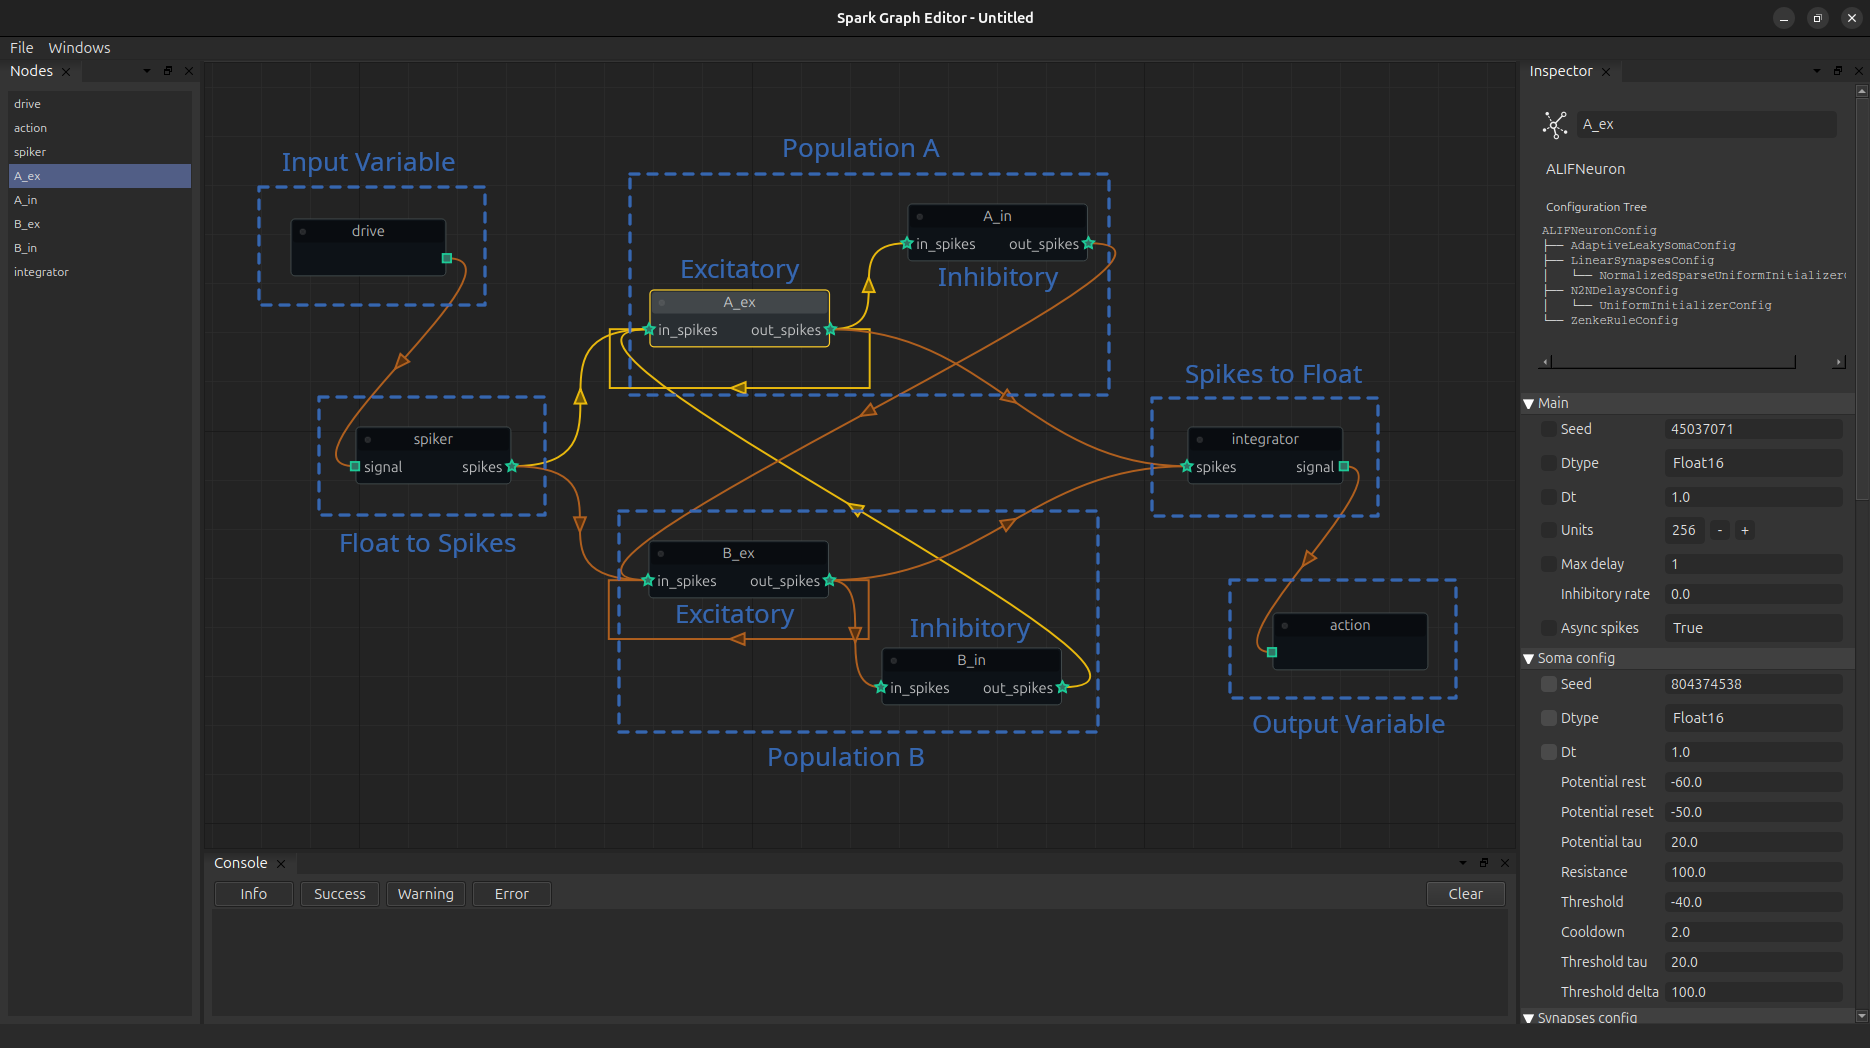 Spark Graph Editor - Untitled
File Windows
Nodes
drive
action
spiker
A_ex
A_in
B_ex
B_in
integrator
Input Variable
drive
Population A
A_in
in_spikes out_spikes
Inhibitory
Excitatory
A_ex
in_spikes out_spikes
spiker
signal spikes
Float to Spikes
Spikes to Float
integrator
spikes signal
B_ex
in_spikes out_spikes
Excitatory
Inhibitory
B_in
in_spikes out_spikes
Population B
action
Output Variable
Console
Info Success Warning Error Clear
Inspector
A_ex
ALIFNeuron
Configuration Tree
ALIFNeuronConfig
├── AdaptiveLeakySomaConfig
├── LinearSynapsesConfig
│   └── NormalizedSparseUniformInitializer
├── N2NDelaysConfig
│   └── UniformInitializerConfig
└── ZenkeRuleConfig
Main
Seed 45037071
Dtype Float16
Dt 1.0
Units 256 - +
Max delay 1
Inhibitory rate 0.0
Async spikes True
Soma config
Seed 804374538
Dtype Float16
Dt 1.0
Potential rest -60.0
Potential reset -50.0
Potential tau 20.0
Resistance 100.0
Threshold -40.0
Cooldown 2.0
Threshold tau 20.0
Threshold delta 100.0
Synapses config